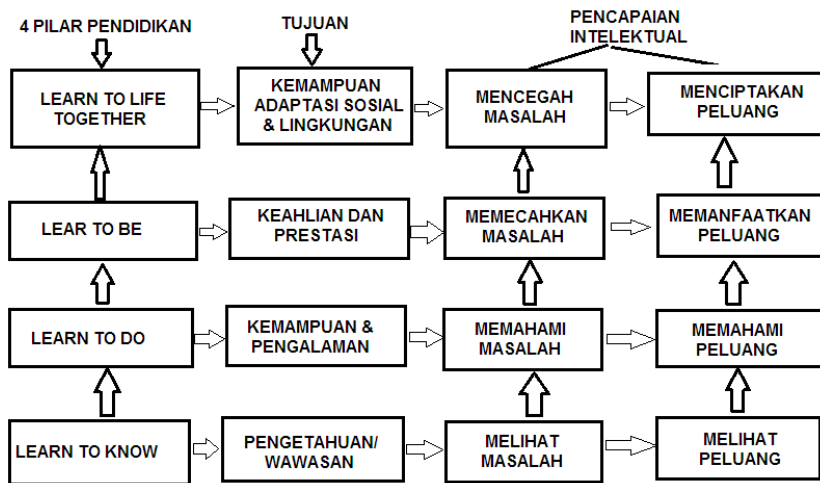 4 PILAR PENDIDIKAN
TUJUAN
PENCAPAIAN
INTELEKTUAL
LEARN TO LIFE
TOGETHER
KEMAMPUAN
ADAPTASI SOSIAL
& LINGKUNGAN
MENCEGAH
MASALAH
MENCIPTAKAN
PELUANG
LEAR TO BE
KEAHLIAN DAN
PRESTASI
MEMECAHKAN
MASALAH
MEMANFAATKAN
PELUANG
LEARN TO DO
KEMAMPUAN &
PENGALAMAN
MEMAHAMI
MASALAH
MEMAHAMI
PELUANG
LEARN TO KNOW
PENGETAHUAN/
WAWASAN
MELIHAT
MASALAH
MELIHAT
PELUANG